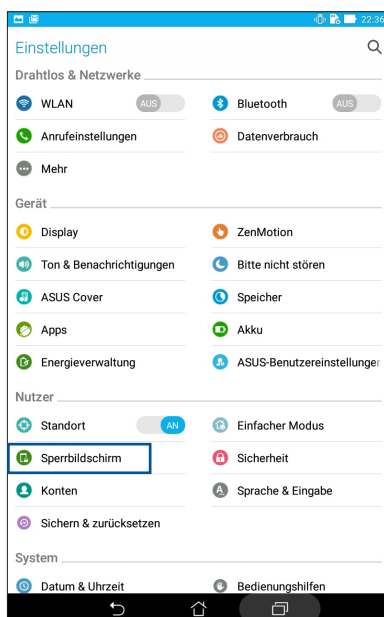 22:36
Einstellungen
Drahtlos & Netzwerke
WLAN AUS Bluetooth AUS
Anrufeinstellungen Datenverbrauch
Mehr
Gerät
Display ZenMotion
Ton & Benachrichtigungen Bitte nicht stören
ASUS Cover Speicher
Apps Akku
Energieverwaltung ASUS-Benutzereinstellunger
Nutzer
Standort AN Einfacher Modus
Sperrbildschirm Sicherheit
Konten A Sprache & Eingabe
Sichern & zurücksetzen
System
Datum & Uhrzeit Bedienungshilfen